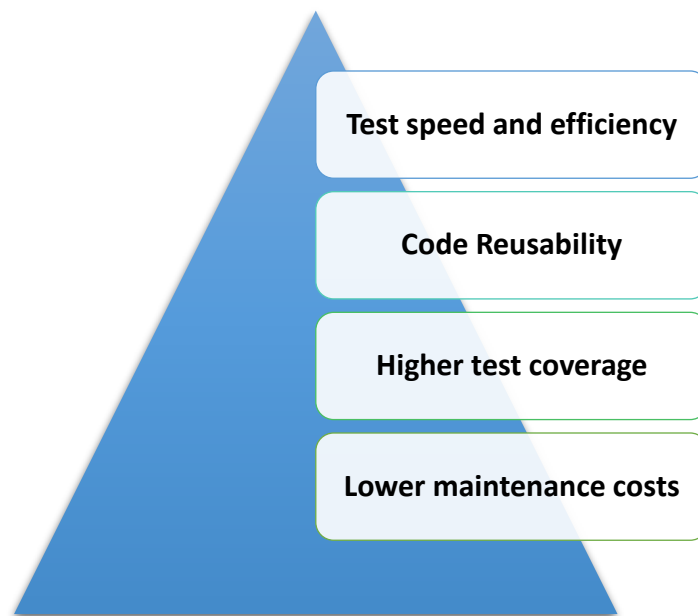 Test speed and efficiency
Code Reusability
Higher test coverage
Lower maintenance costs